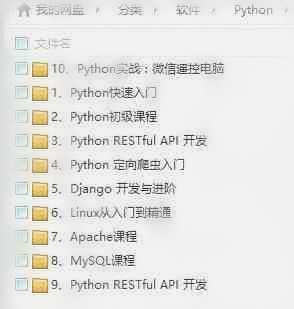 我的网盘 > 分类 > 软件 > Python
文件名
10、Python实战：微信遥控电脑
1、Python快速入门
2、Python初级课程
3、Python RESTful API 开发
4、Python 定向爬虫入门
5、Django 开发与进阶
6、Linux从入门到精通
7、Apache课程
8、MySQL课程
9、Python RESTful API 开发